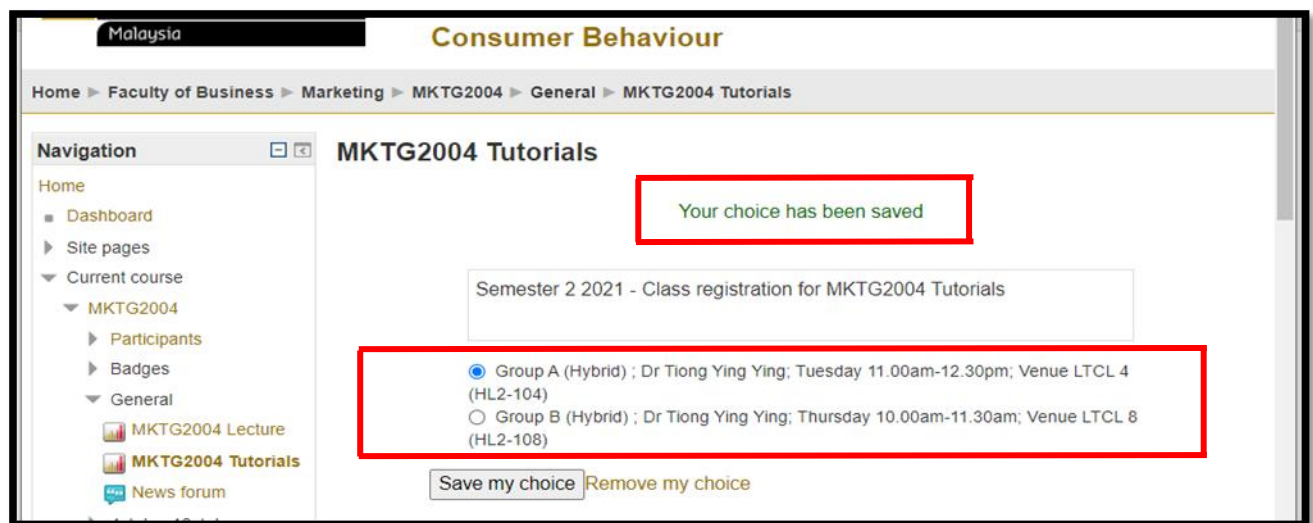 Malaysia
Consumer Behaviour
Home ▶ Faculty of Business ▶ Marketing ▶ MKTG2004 ▶ General ▶ MKTG2004 Tutorials
Navigation
Home
Dashboard
Site pages
Current course
MKTG2004
Participants
Badges
General
MKTG2004 Lecture
MKTG2004 Tutorials
News forum
MKTG2004 Tutorials
Your choice has been saved
Semester 2 2021 - Class registration for MKTG2004 Tutorials
Group A (Hybrid) ; Dr Tiong Ying Ying; Tuesday 11.00am-12.30pm; Venue LTCL 4
(HL2-104)
Group B (Hybrid) ; Dr Tiong Ying Ying; Thursday 10.00am-11.30am; Venue LTCL 8
(HL2-108)
Save my choice Remove my choice